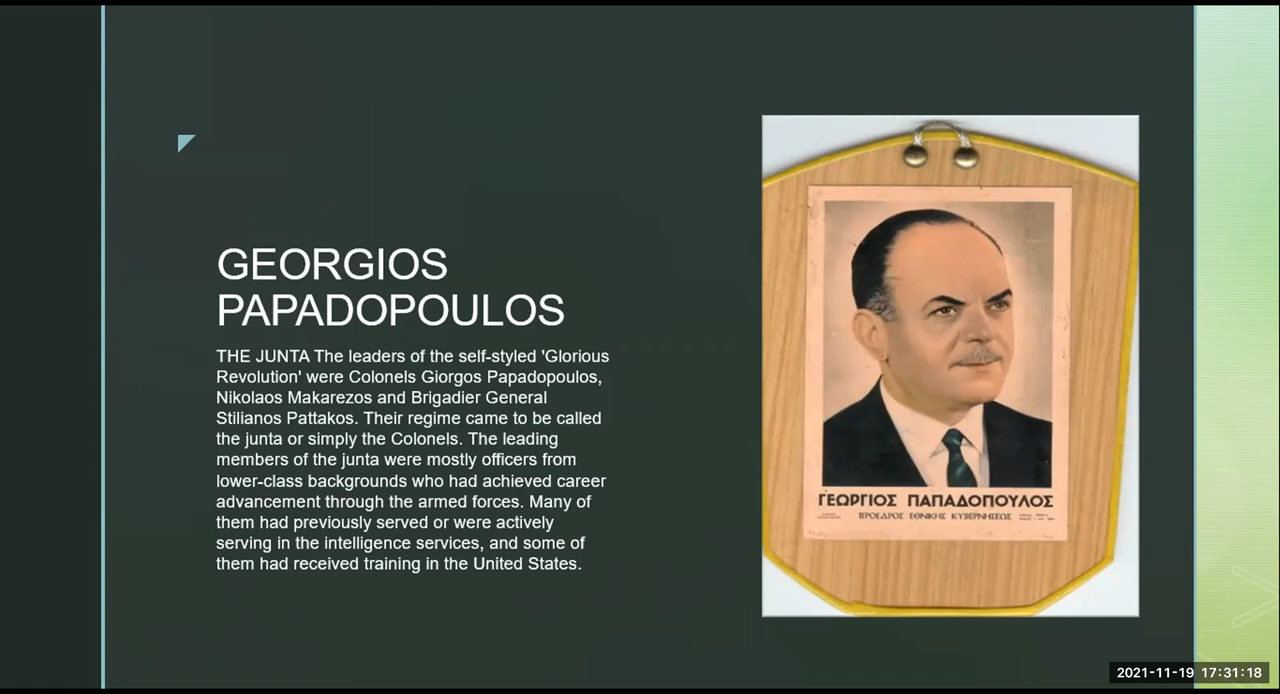 GEORGIOS
PAPADOPOULOS
THE JUNTA The leaders of the self-styled 'Glorious
Revolution' were Colonels Giorgos Papadopoulos,
Nikolaos Makarezos and Brigadier General
Stilianos Pattakos. Their regime came to be called
the junta or simply the Colonels. The leading
members of the junta were mostly officers from
lower-class backgrounds who had achieved career
advancement through the armed forces. Many of
them had previously served or were actively
serving in the intelligence services, and some of
them had received training in the United States.
ΓΕΩΡΓΙΟΣ ΠΑΠΑΔΟΠΟΥΛΟΣ
ΠΡΟΕΔΡΟΣ ΕΘΝΙΚΗΣ ΚΥΒΕΡΝΗΣΕΩΣ
2021-11-19 17:31:18